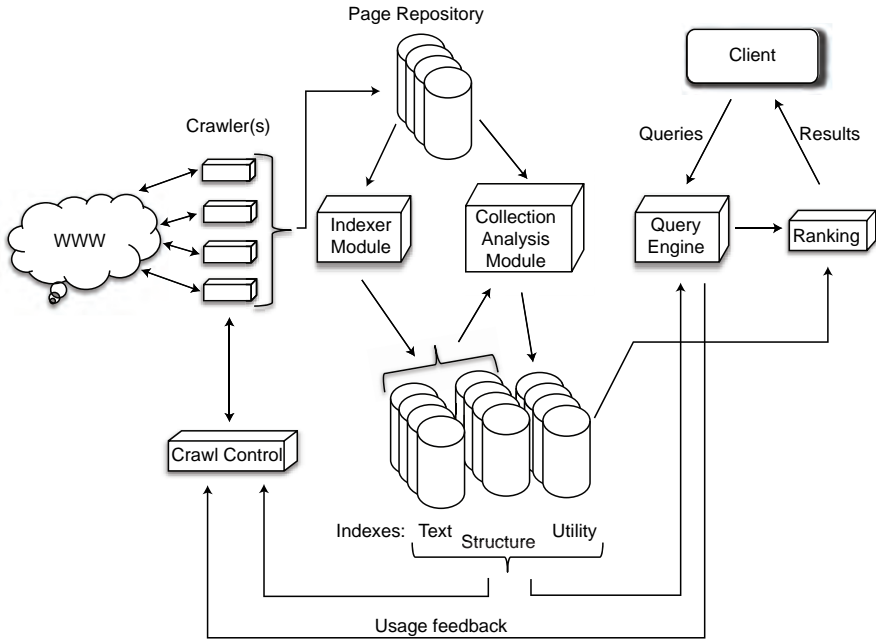 Page Repository
Client
Crawler(s)
Queries
Results
WWW
Indexer
Module
Collection
Analysis
Module
Query
Engine
Ranking
Crawl Control
Indexes: Text
Structure
Utility
Usage feedback